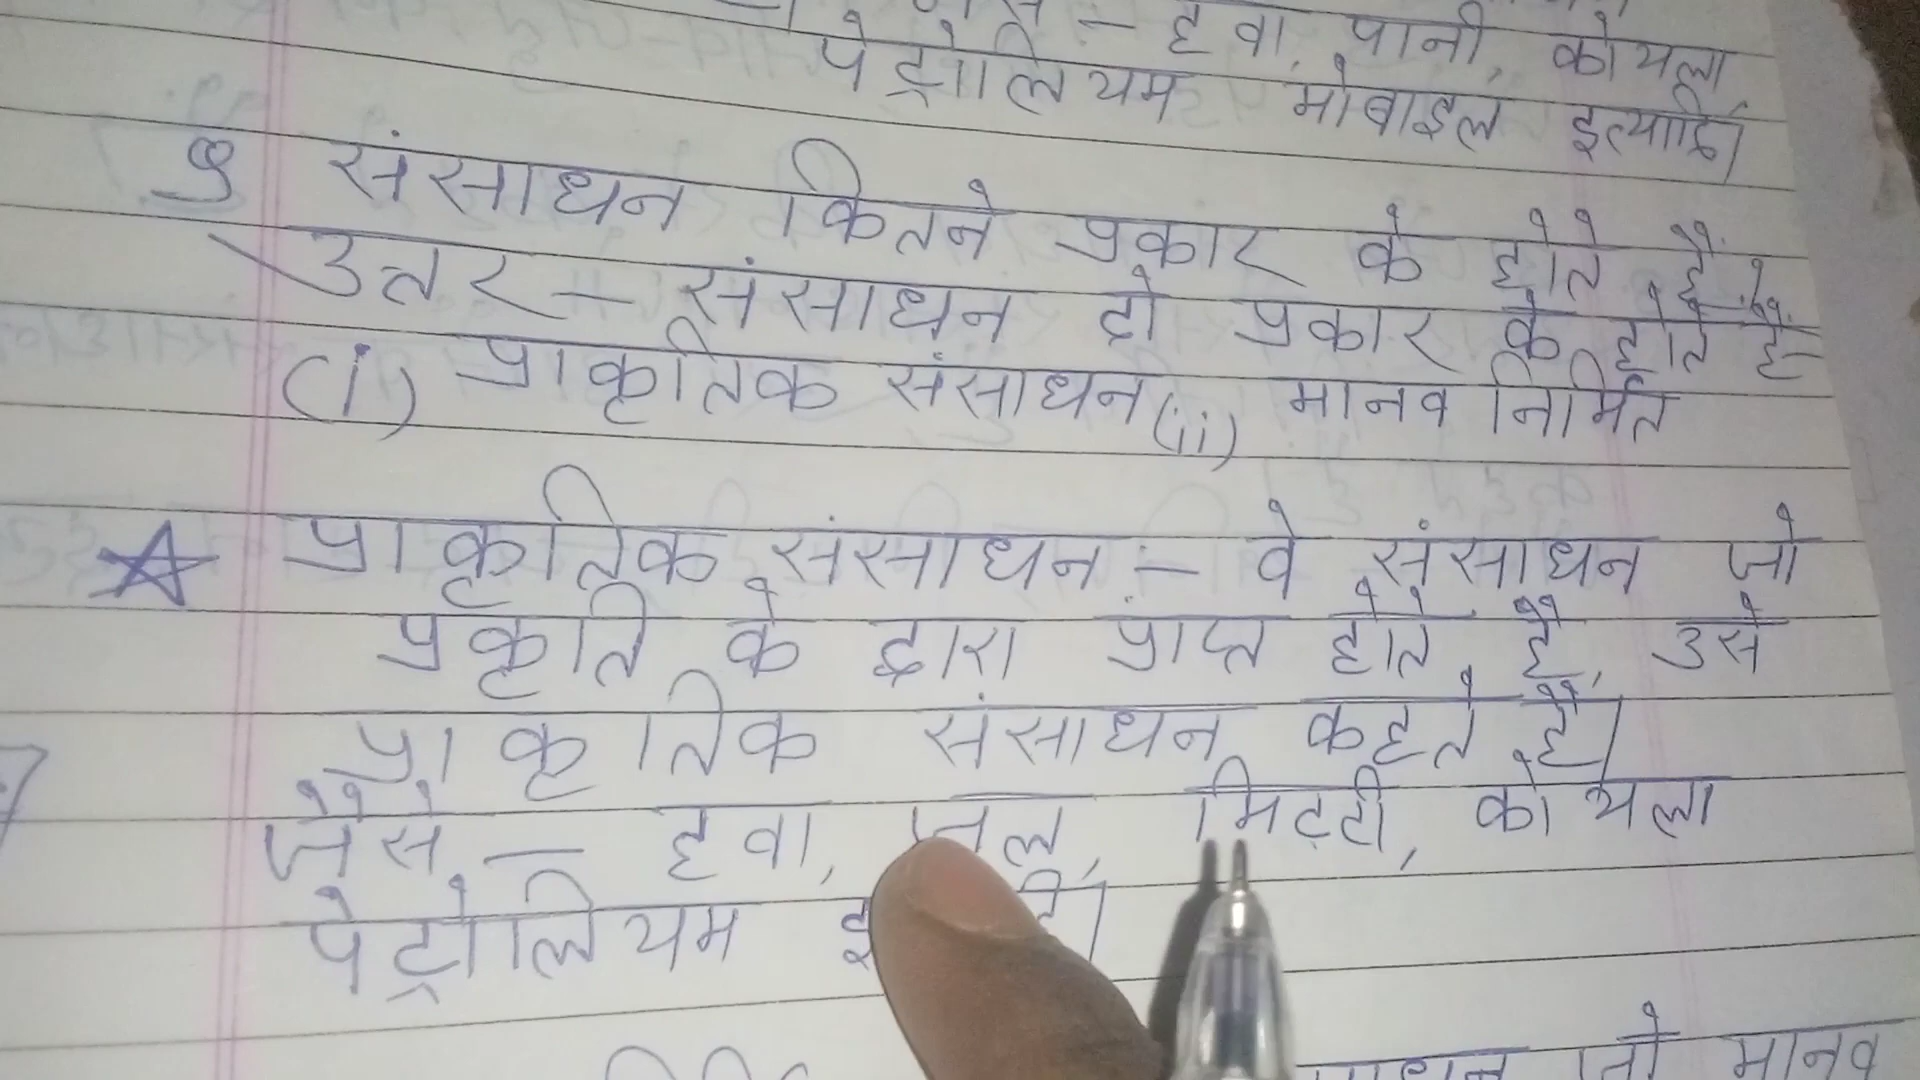 – हवा, पानी, कोयला
पेट्रोलियम मोबाइल इत्यादि।
प्र संसाधन कितने प्रकार के होते हैं?
उत्तर – संसाधन दो प्रकार के होते है–
(i) प्राकृतिक संसाधन (ii) मानव निर्मित
प्राकृतिक संसाधन :– वे संसाधन जो
प्रकृति के द्वारा प्राप्त होते है, उसे
प्राकृतिक संसाधन कहते हैं।
जैसे – हवा, जल, मिट्टी, कोयला
पेट्रोलियम
जो मानव